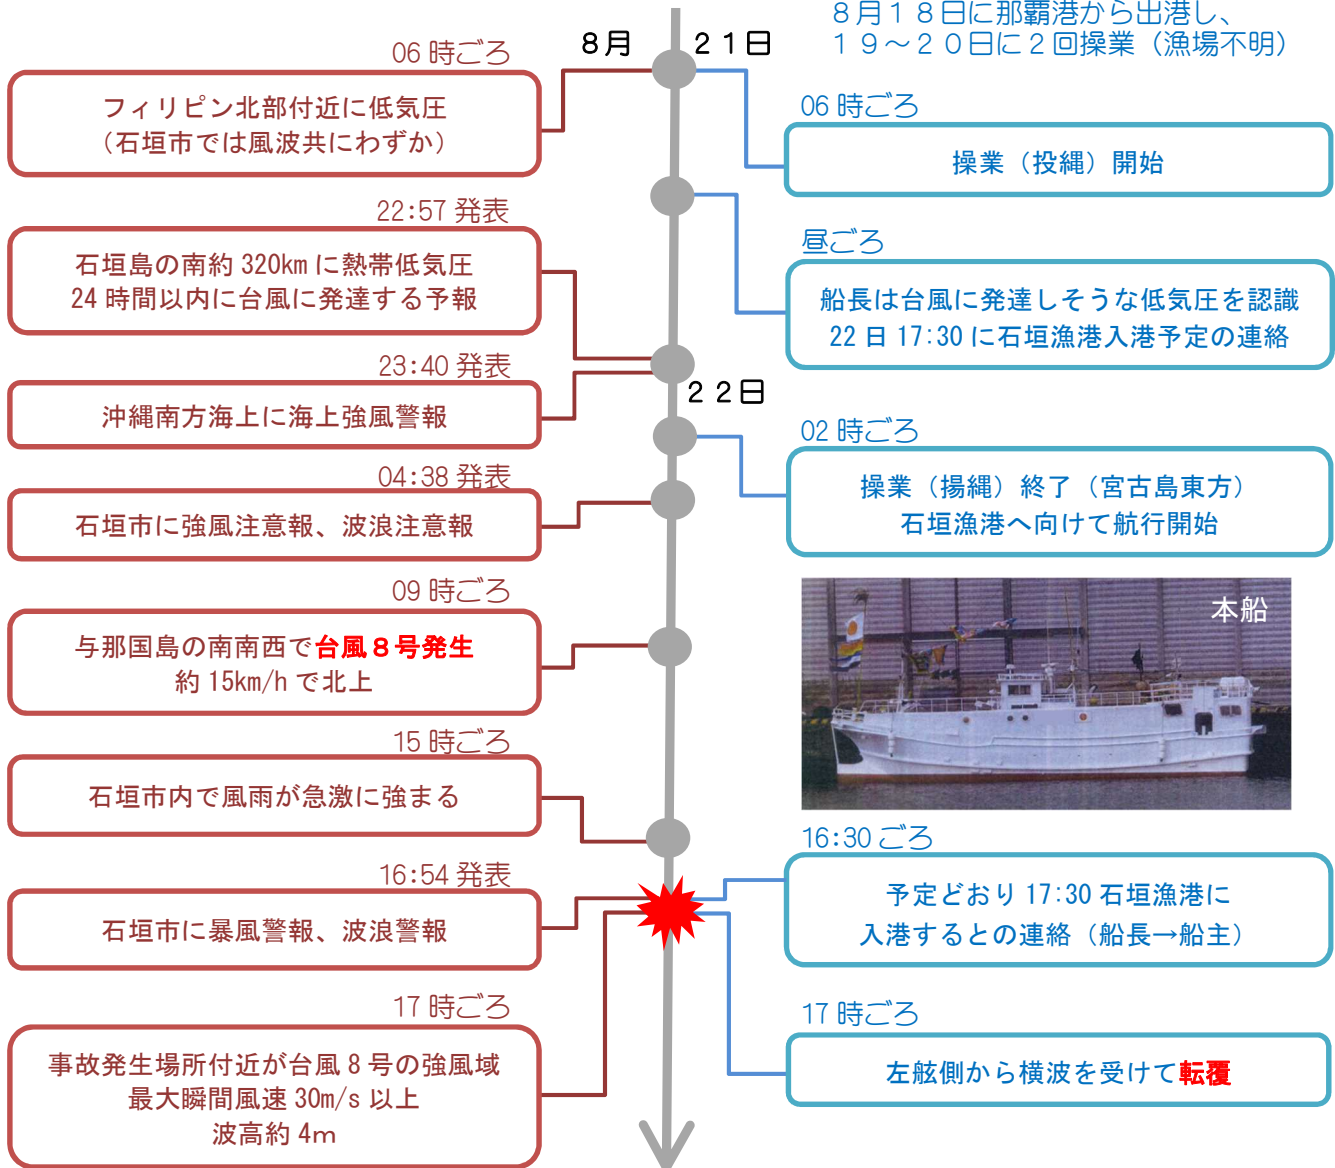 ８月１８日に那覇港から出港し、
１９～２０日に２回操業（漁場不明）
８月　２１日
06 時ごろ
フィリピン北部付近に低気圧
（石垣市では風波共にわずか）
06 時ごろ
操業（投縄）開始
昼ごろ
船長は台風に発達しそうな低気圧を認識
22 日 17:30 に石垣漁港入港予定の連絡
22:57 発表
石垣島の南約 320km に熱帯低気圧
24 時間以内に台風に発達する予報
23:40 発表
沖縄南方海上に海上強風警報
２２日
02 時ごろ
操業（揚縄）終了（宮古島東方）
石垣漁港へ向けて航行開始
04:38 発表
石垣市に強風注意報、波浪注意報
09 時ごろ
与那国島の南南西で台風８号発生
約 15km/h で北上
本船
15 時ごろ
石垣市内で風雨が急激に強まる
16:30 ごろ
予定どおり 17:30 石垣漁港に
入港するとの連絡（船長→船主）
16:54 発表
石垣市に暴風警報、波浪警報
17 時ごろ
事故発生場所付近が台風 8 号の強風域
最大瞬間風速 30m/s 以上
波高約 4ｍ
17 時ごろ
左舷側から横波を受けて転覆